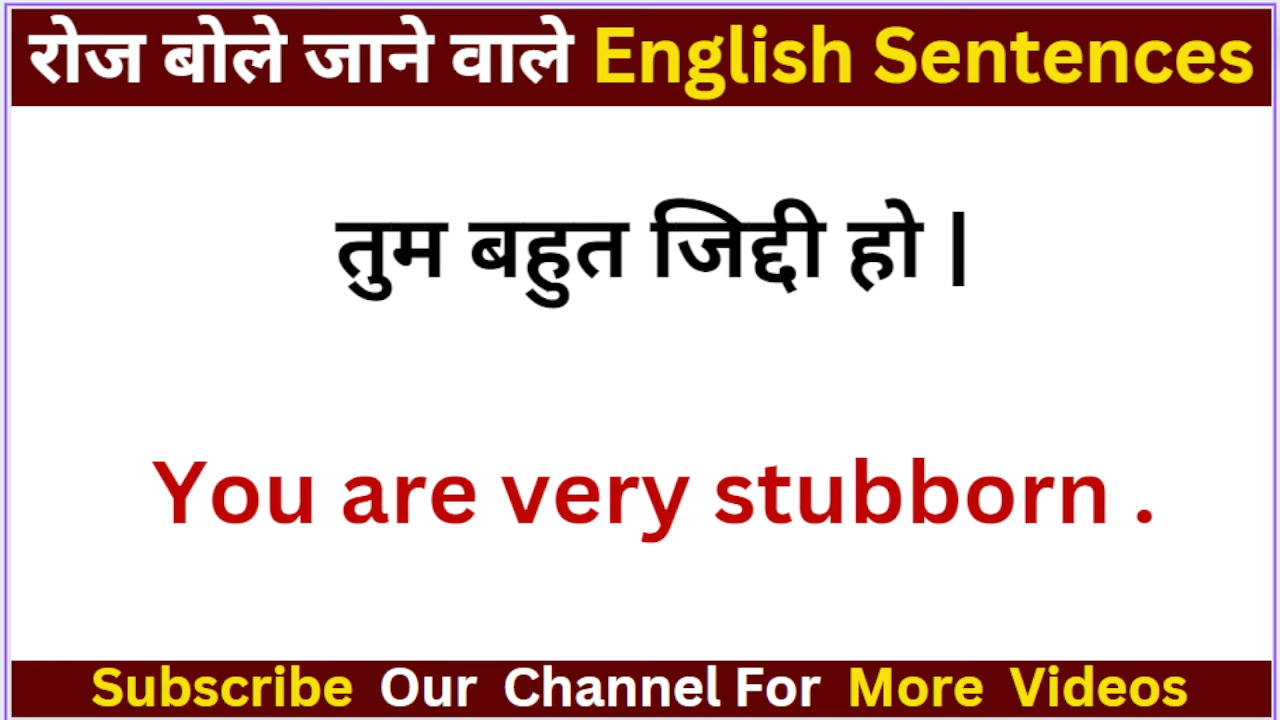 रोज बोले जाने वाले English Sentences
तुम बहुत जिद्दी हो |
You are very stubborn .
Subscribe Our Channel For More Videos